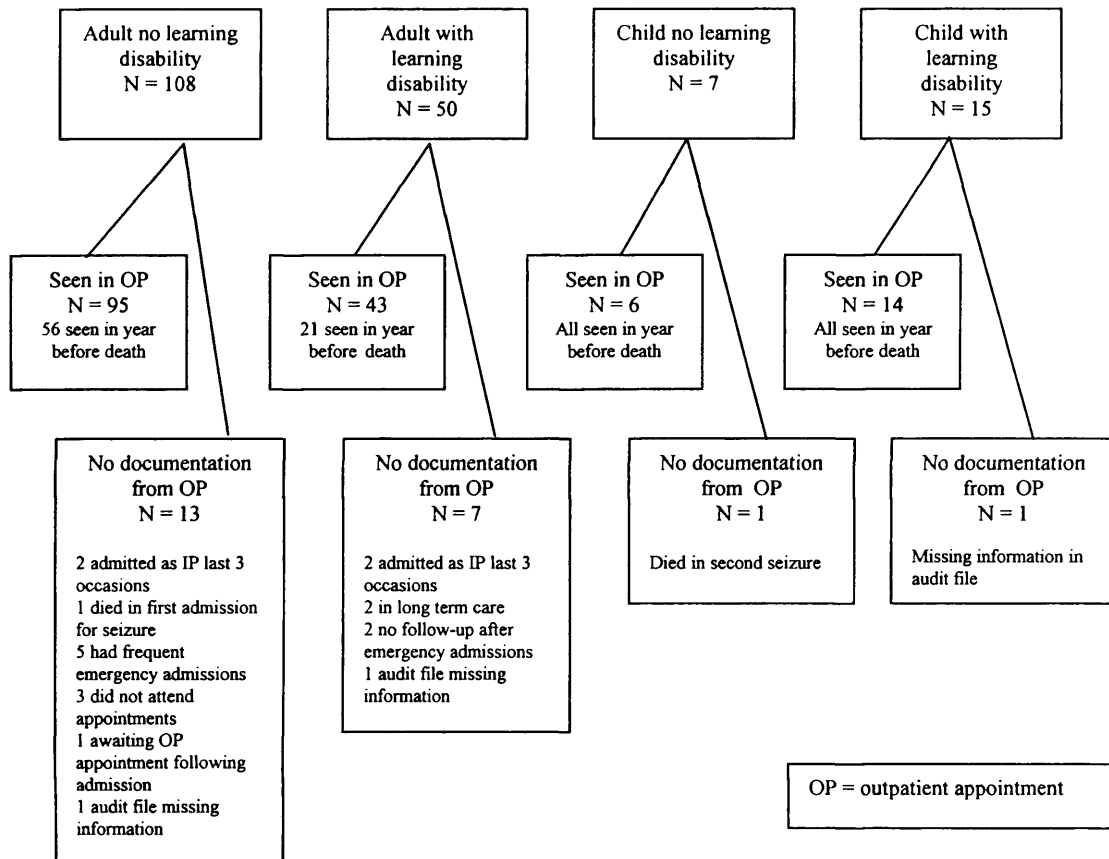 Adult no learning
disability
N = 108
Adult with
learning
disability
N = 50
Child no learning
disability
N = 7
Child with
learning
disability
N = 15
Seen in OP
N = 95
56 seen in year
before death
Seen in OP
N = 43
21 seen in year
before death
Seen in OP
N = 6
All seen in year
before death
Seen in OP
N = 14
All seen in year
before death
No documentation
from OP
N = 13
2 admitted as IP last 3
occasions
1 died in first admission
for seizure
5 had frequent
emergency admissions
3 did not attend
appointments
1 awaiting OP
appointment following
admission
1 audit file missing
information
No documentation
from OP
N = 7
2 admitted as IP last 3
occasions
2 in long term care
2 no follow-up after
emergency admissions
1 audit file missing
information
No documentation
from OP
N = 1
Died in second seizure
No documentation
from OP
N = 1
Missing information in
audit file
OP = outpatient appointment